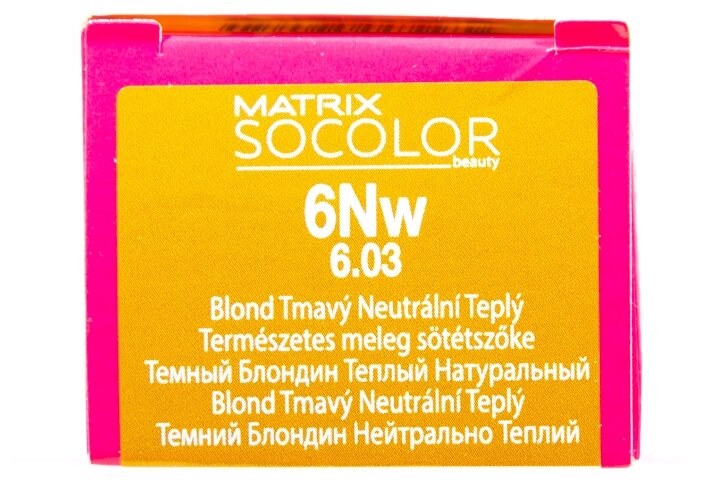 MATRIX
SOCOLOR
beauty
6Nw
6.03
Blond Tmavý Neutrální Teplý
Természetes meleg sötétszőke
Темный Блондин Теплый Натуральный
Blond Tmavý Neutrální Teplý
Темний Блондин Нейтрально Теплий